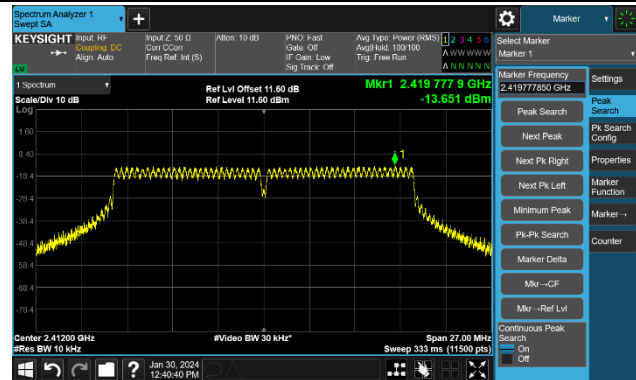 Spectrum Analyzer 1
Swept SA
+
Marker
KEYSIGHT
Input: RF
Coupling: DC
Align: Auto
Input Z: 50 Ω
Corr CCorr
Freq Ref: Int (S)
Atten: 10 dB
PNO: Fast
Gate: Off
IF Gain: Low
Sig Track: Off
Avg Type: Power (RMS)
Avg|Hold: 100/100
Trig: Free Run
1 2 3 4 5 6
A W W W W W
A N N N N N
Select Marker
Marker 1
1 Spectrum
Scale/Div 10 dB
Log
Ref Lvl Offset 11.60 dB
Ref Level 11.60 dBm
Mkr1 2.419 777 9 GHz
-13.651 dBm
1.60
-8.40
-18.4
-28.4
-38.4
-48.4
-58.4
-68.4
-78.4
1
Center 2.41200 GHz
#Res BW 10 kHz
#Video BW 30 kHz*
Span 27.00 MHz
Sweep 333 ms (11500 pts)
Marker Frequency
2.419777850 GHz
Peak Search
Next Peak
Next Pk Right
Next Pk Left
Minimum Peak
Pk-Pk Search
Marker Delta
Mkr→CF
Mkr→Ref Lvl
Continuous Peak
Search
On
Off
Settings
Peak
Search
Pk Search
Config
Properties
Marker
Function
Marker→
Counter
?
Jan 30, 2024
12:40:40 PM